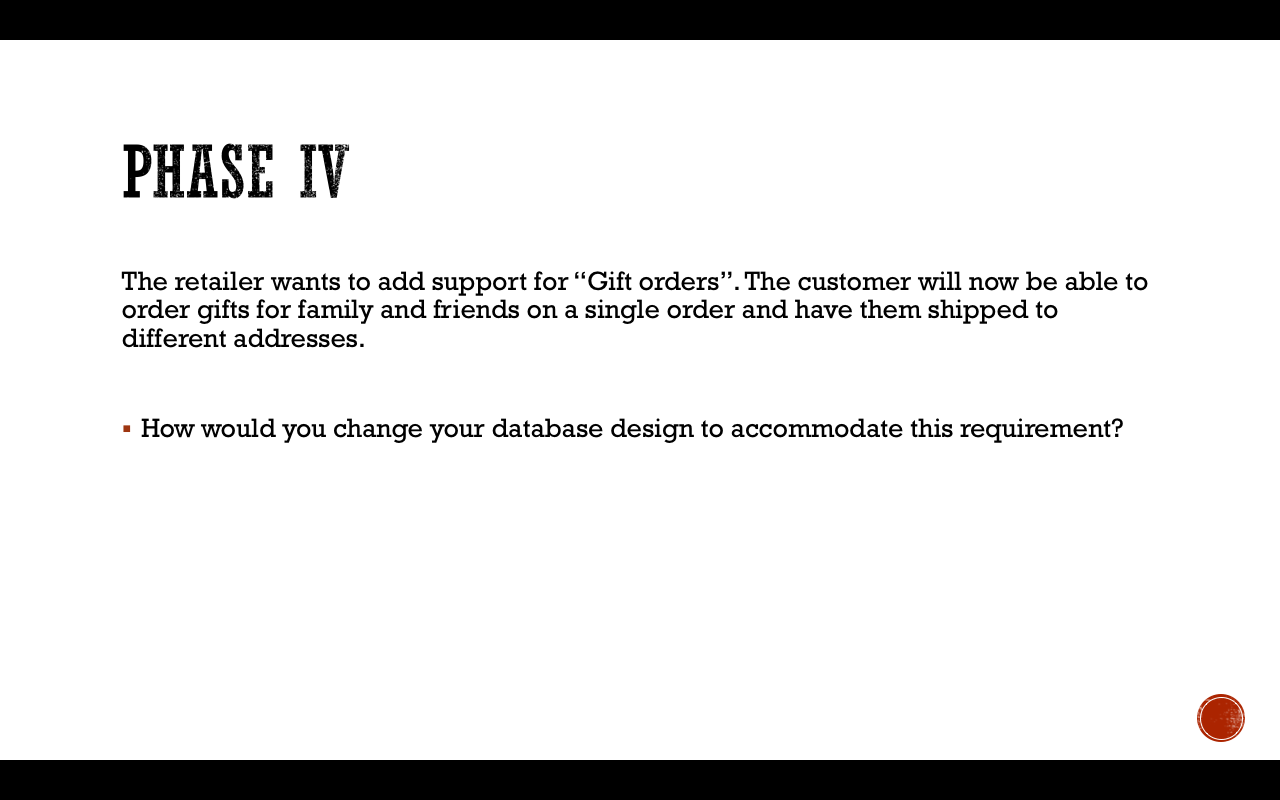 PHASE IV
The retailer wants to add support for “Gift orders”. The customer will now be able to
order gifts for family and friends on a single order and have them shipped to
different addresses.
▪ How would you change your database design to accommodate this requirement?